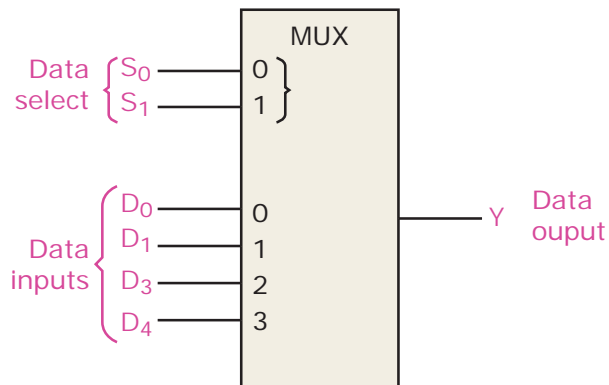 MUX
Data select
S0 0
S1 1
Data inputs
D0 0
D1 1
D3 2
D4 3
Y Data ouput